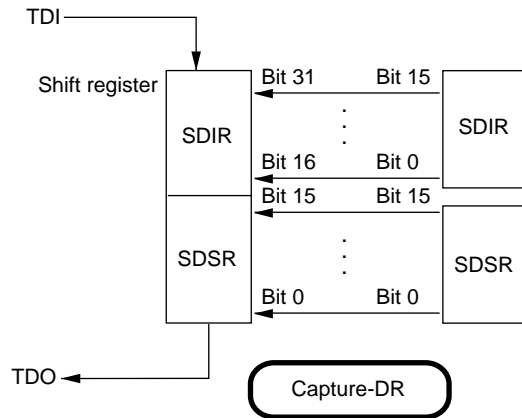 TDI
Shift register
Bit 31 Bit 15
SDIR
SDIR
Bit 16 Bit 0
Bit 15 Bit 15
SDSR
SDSR
Bit 0 Bit 0
TDO
Capture-DR